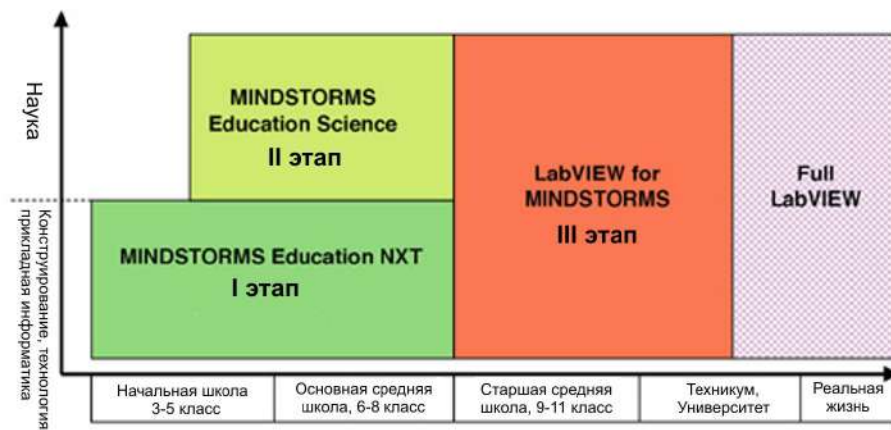 Наука
Конструирование, технология
прикладная информатика
MINDSTORMS
Education Science
II этап
MINDSTORMS Education NXT
I этап
LabVIEW for
MINDSTORMS
III этап
Full
LabVIEW
Начальная школа
3-5 класс
Основная средняя
школа, 6-8 класс
Старшая средняя
школа, 9-11 класс
Техникум,
Университет
Реальная
жизнь